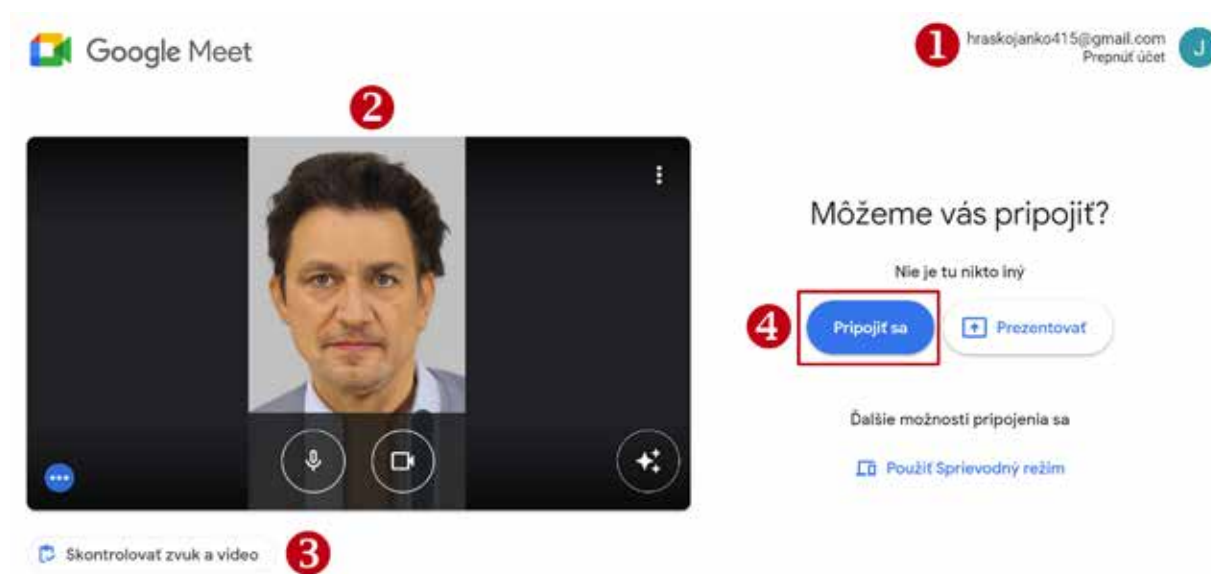 Google Meet
1
hraskojanko415@gmail.com
Prepnúť účet
J
2
Môžeme vás pripojiť?
Nie je tu nikto iný
4
Pripojiť sa
Prezentovať
Ďalšie možnosti pripojenia sa
Použiť Sprievodný režim
Skontrolovať zvuk a video
3